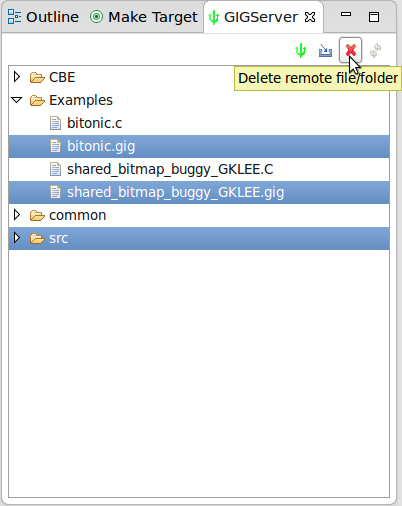 Outline Make Target GIGServer
Delete remote file/folder
CBE
Examples
bitonic.c
bitonic.gig
shared_bitmap_buggy_GKLEE.C
shared_bitmap_buggy_GKLEE.gig
common
src